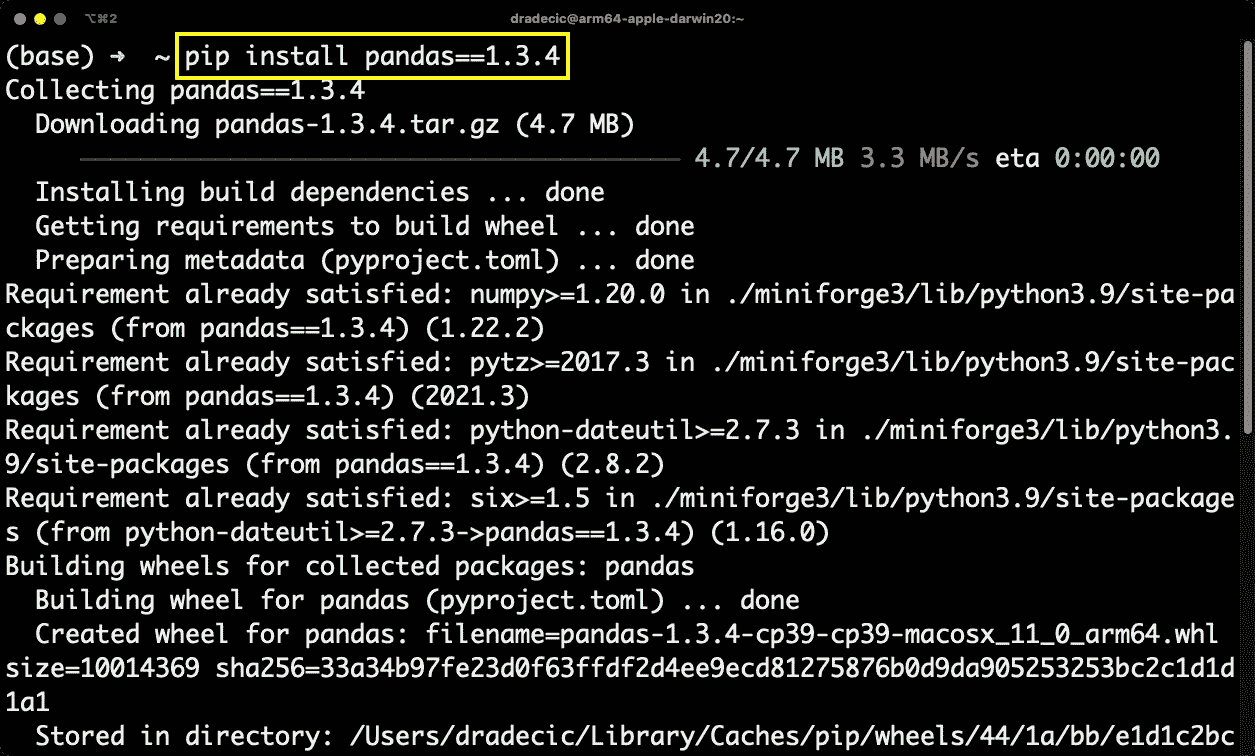 ⌥⌘2
dradecic@arm64-apple-darwin20:~
(base) ➜  ~ pip install pandas==1.3.4
Collecting pandas==1.3.4
  Downloading pandas-1.3.4.tar.gz (4.7 MB)
     ━━━━━━━━━━━━━━━━━━━━━━━━━━━━━━━━━━━━━━━━ 4.7/4.7 MB 3.3 MB/s eta 0:00:00
  Installing build dependencies ... done
  Getting requirements to build wheel ... done
  Preparing metadata (pyproject.toml) ... done
Requirement already satisfied: numpy>=1.20.0 in ./miniforge3/lib/python3.9/site-pa
ckages (from pandas==1.3.4) (1.22.2)
Requirement already satisfied: pytz>=2017.3 in ./miniforge3/lib/python3.9/site-pac
kages (from pandas==1.3.4) (2021.3)
Requirement already satisfied: python-dateutil>=2.7.3 in ./miniforge3/lib/python3.
9/site-packages (from pandas==1.3.4) (2.8.2)
Requirement already satisfied: six>=1.5 in ./miniforge3/lib/python3.9/site-package
s (from python-dateutil>=2.7.3->pandas==1.3.4) (1.16.0)
Building wheels for collected packages: pandas
  Building wheel for pandas (pyproject.toml) ... done
  Created wheel for pandas: filename=pandas-1.3.4-cp39-cp39-macosx_11_0_arm64.whl
size=10014369 sha256=33a34b97fe23d0f63ffdf2d4ee9ecd81275876b0d9da905253253bc2c1d1d
1a1
  Stored in directory: /Users/dradecic/Library/Caches/pip/wheels/44/1a/bb/e1d1c2bc